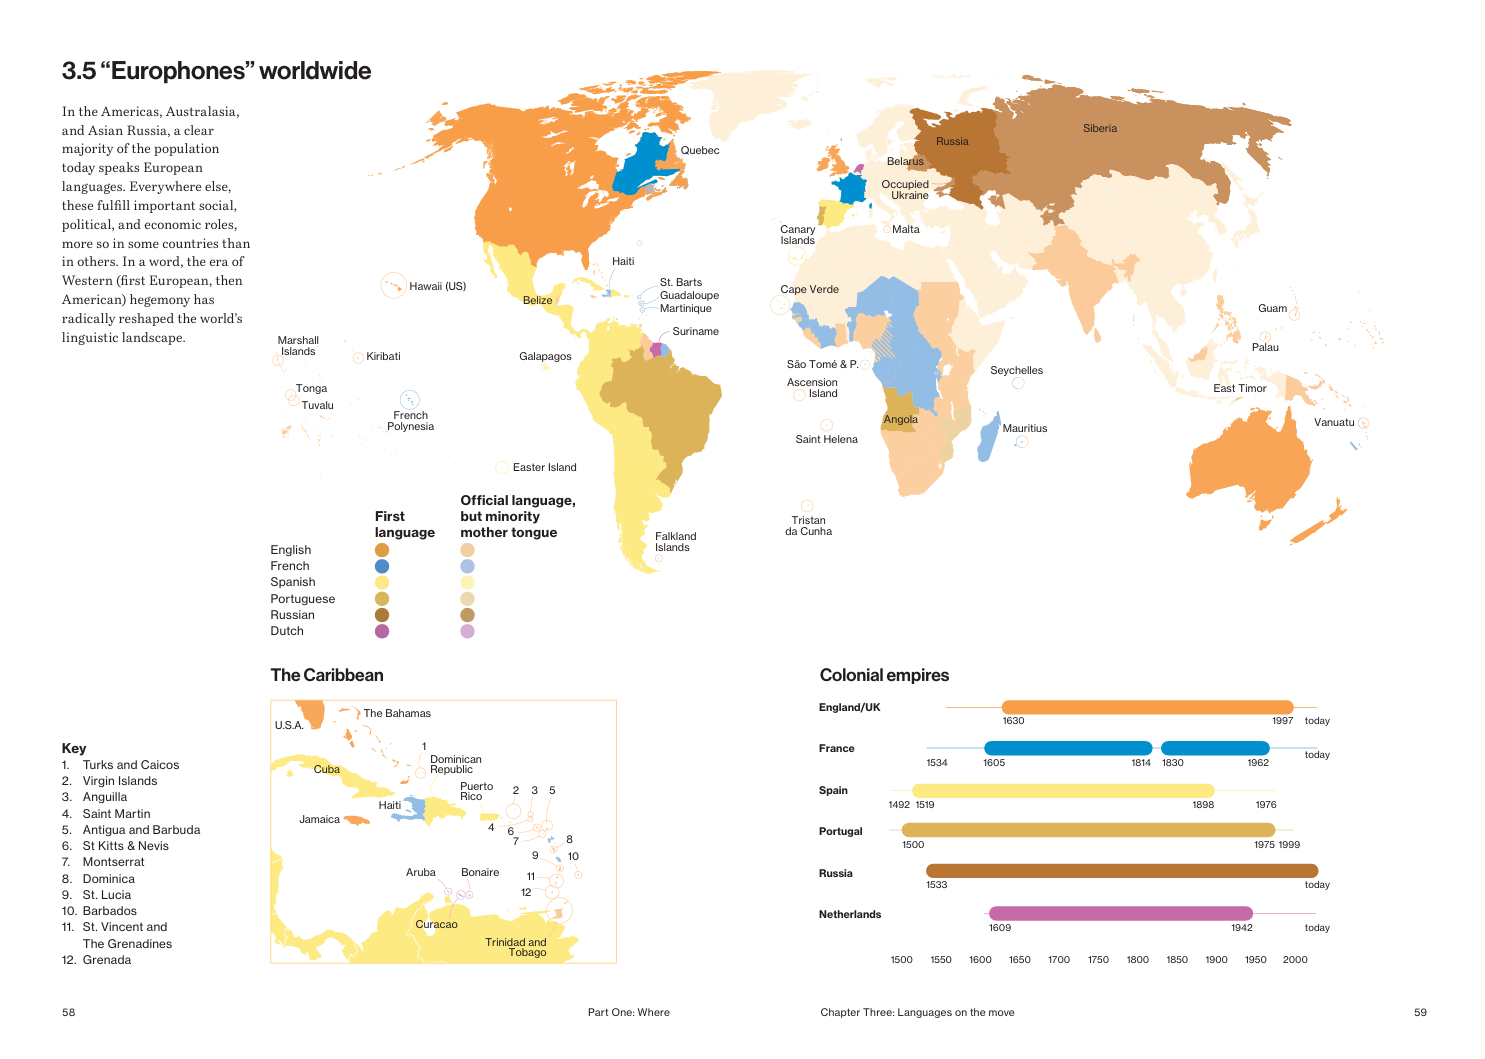 3.5 “Europhones” worldwide
In the Americas, Australasia,
and Asian Russia, a clear
majority of the population
today speaks European
languages. Everywhere else,
these fulfill important social,
political, and economic roles,
more so in some countries than
in others. In a word, the era of
Western (first European, then
American) hegemony has
radically reshaped the world’s
linguistic landscape.
Quebec
Hawaii (US)
Haiti
St. Barts
Guadaloupe
Martinique
Belize
Suriname
Marshall
Islands
Kiribati
Galapagos
Tonga
Tuvalu
French
Polynesia
Easter Island
Falkland
Islands
Siberia
Russia
Belarus
Occupied
Ukraine
Canary
Islands
Malta
Cape Verde
São Tomé & P.
Ascension
Island
Angola
Saint Helena
Seychelles
Mauritius
Tristan
da Cunha
Guam
Palau
East Timor
Vanuatu
First
language
Official language,
but minority
mother tongue
English
French
Spanish
Portuguese
Russian
Dutch
The Caribbean
U.S.A.
The Bahamas
1
Cuba
Dominican
Republic
Haiti
Puerto
Rico
Jamaica
2 3 5
4
6
7
8
9
10
11
12
Aruba
Bonaire
Curacao
Trinidad and
Tobago
Key
1. Turks and Caicos
2. Virgin Islands
3. Anguilla
4. Saint Martin
5. Antigua and Barbuda
6. St Kitts & Nevis
7. Montserrat
8. Dominica
9. St. Lucia
10. Barbados
11. St. Vincent and
The Grenadines
12. Grenada
Colonial empires
England/UK
1630 1997 today
France
1534 1605 1814 1830 1962 today
Spain
1492 1519 1898 1976
Portugal
1500 1975 1999
Russia
1533 today
Netherlands
1609 1942 today
1500 1550 1600 1650 1700 1750 1800 1850 1900 1950 2000
58
Part One: Where
Chapter Three: Languages on the move
59